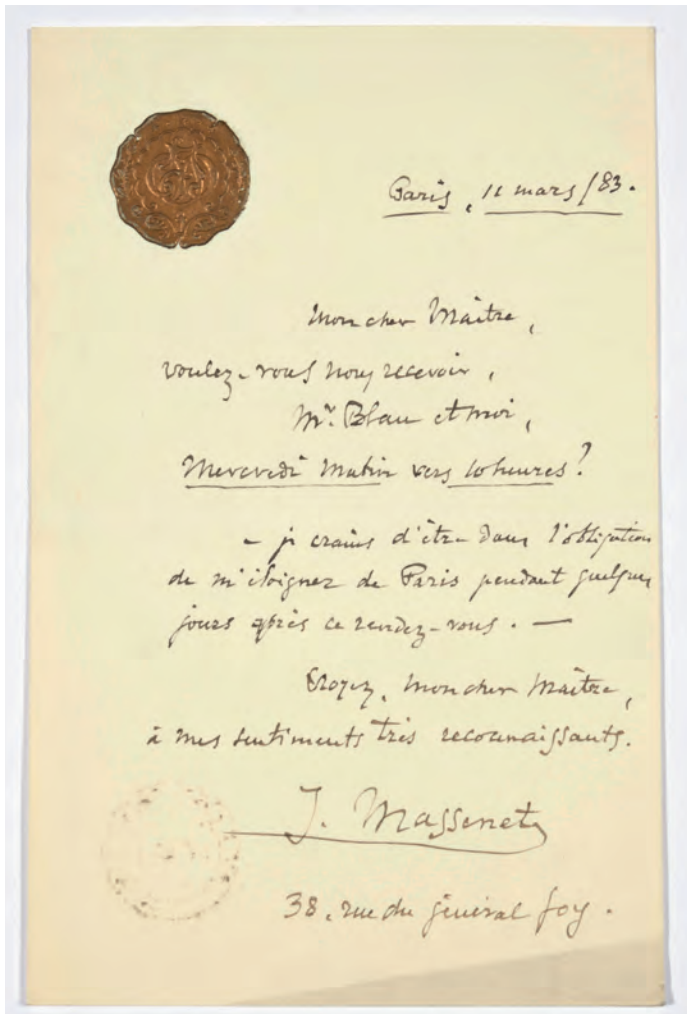 Paris, 11 mars /83.
Mon cher Maître,
voulez-vous nous recevoir,
Mr. Blau et moi,
Mercredi Matin vers 10 heures?
– je crains d'être dans l'obligation
de m'éloigner de Paris pendant quelques
jours après ce rendez-vous. —
Croyez, mon cher Maître,
à mes sentiments très reconnaissants.
J. Massenet
38, rue du général foy.